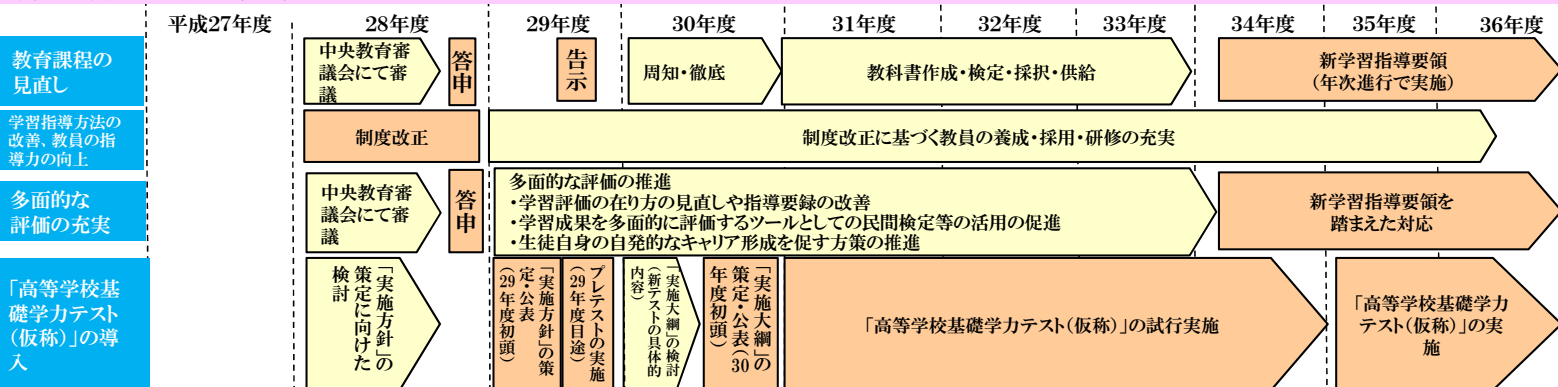 平成27年度
28年度
29年度
30年度
31年度
32年度
33年度
34年度
35年度
36年度
教育課程の
見直し
中央教育審
議会にて審
議
答申
告示
周知・徹底
教科書作成・検定・採択・供給
新学習指導要領
(年次進行で実施)
学習指導方法の
改善、教員の指
導力の向上
制度改正
制度改正に基づく教員の養成・採用・研修の充実
多面的な
評価の充実
中央教育審
議会にて審
議
答申
多面的な評価の推進
・学習評価の在り方の見直しや指導要録の改善
・学習成果を多面的に評価するツールとしての民間検定等の活用の促進
・生徒自身の自発的なキャリア形成を促す方策の推進
新学習指導要領を
踏まえた対応
「高等学校基
礎学力テスト
(仮称)」の導
入
「実施方針」の
策定に向けた
検討
「実施方針」の策
定・公表
(29年度初頭)
プレテストの実施
(29年度目途)
「実施大綱」の検討
(新テストの具体的
内容)
「実施大綱」の
策定・公表(30
年度初頭)
「高等学校基礎学力テスト(仮称)」の試行実施
「高等学校基礎学力
テスト(仮称)」の実
施